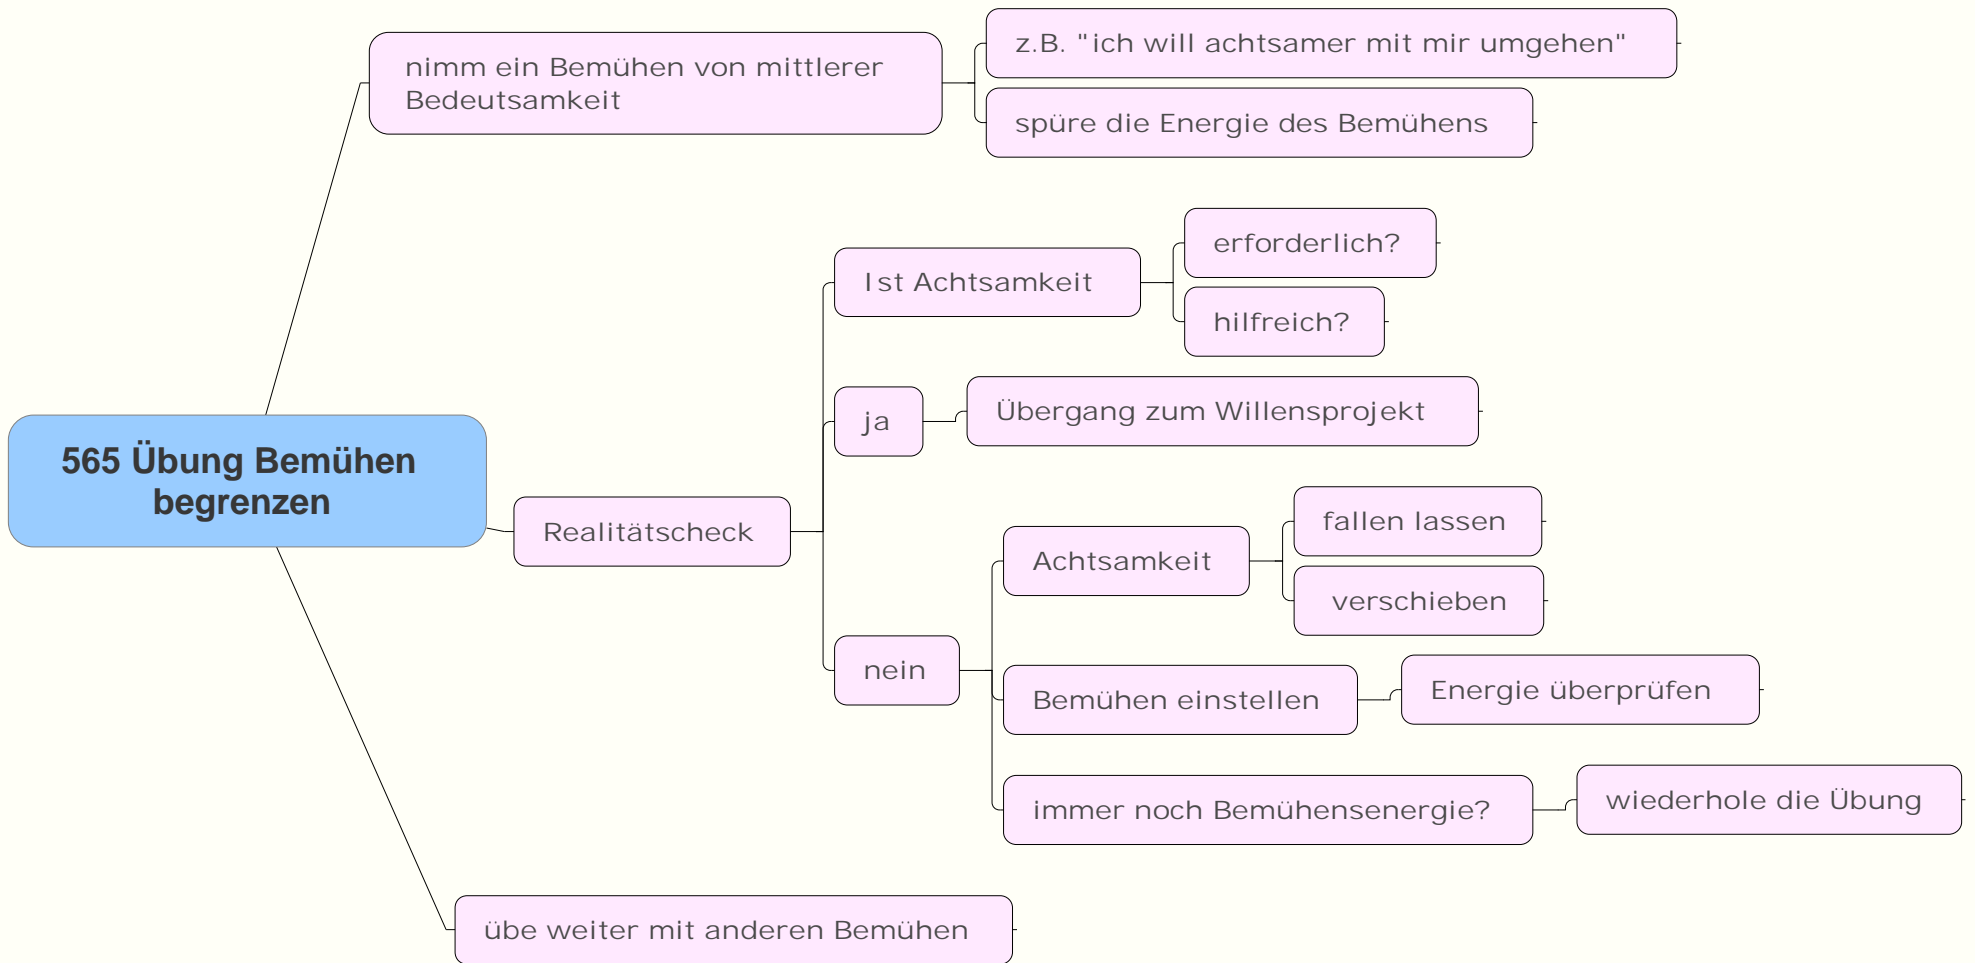 nimm ein Bemühen von mittlerer
Bedeutsamkeit
z.B. "ich will achtsamer mit mir umgehen"
spüre die Energie des Bemühens
565 Übung Bemühen
begrenzen
Realitätscheck
Ist Achtsamkeit
erforderlich?
hilfreich?
ja
Übergang zum Willensprojekt
nein
Achtsamkeit
fallen lassen
verschieben
Bemühen einstellen
Energie überprüfen
immer noch Bemühensenergie?
wiederhole die Übung
übe weiter mit anderen Bemühen